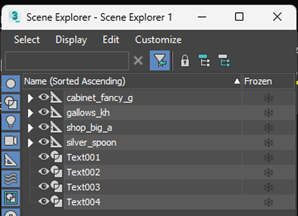 Scene Explorer - Scene Explorer 1
Select Display Edit Customize
Name (Sorted Ascending) Frozen
cabinet_fancy_g
gallows_kh
shop_big_a
silver_spoon
Text001
Text002
Text003
Text004